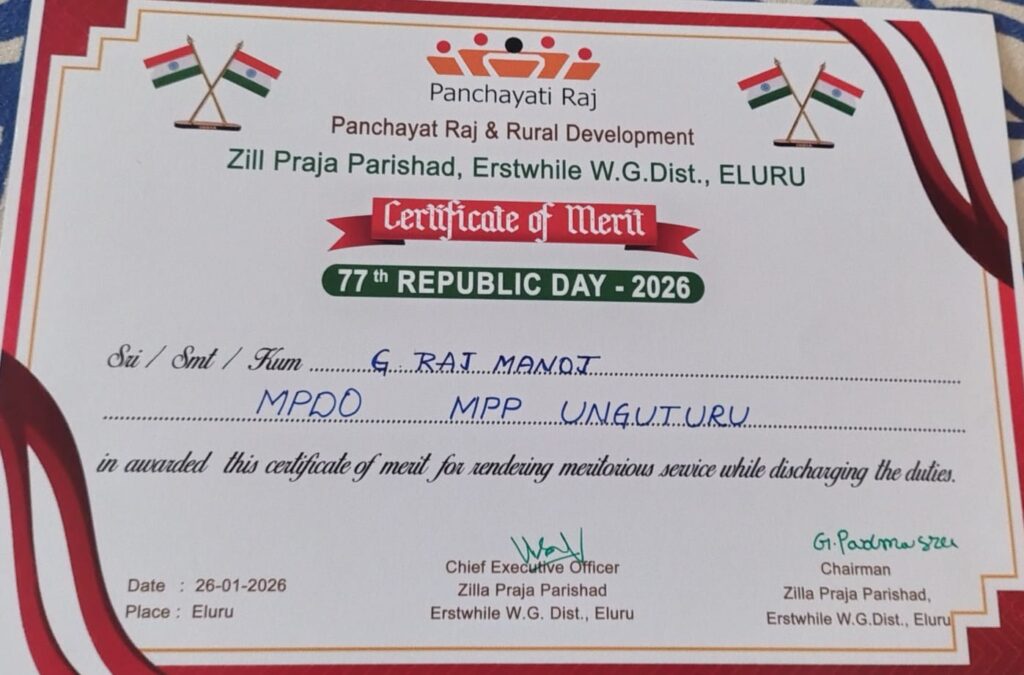 Panchayati Raj
Panchayat Raj & Rural Development
Zill Praja Parishad, Erstwhile W.G.Dist., ELURU
Certificate of Merit
77th REPUBLIC DAY - 2026
Sri / Smt / Kum ................ G. RAJ MANOJ ................
MPDO MPP UNGUTURU
in awarded this certificate of merit for rendering meritorious service while discharging the duties.
G. Padma Sree
Chief Executive Officer
Zilla Praja Parishad
Erstwhile W.G. Dist., Eluru
Chairman
Zilla Praja Parishad,
Erstwhile W.G.Dist., Eluru
Date : 26-01-2026
Place : Eluru